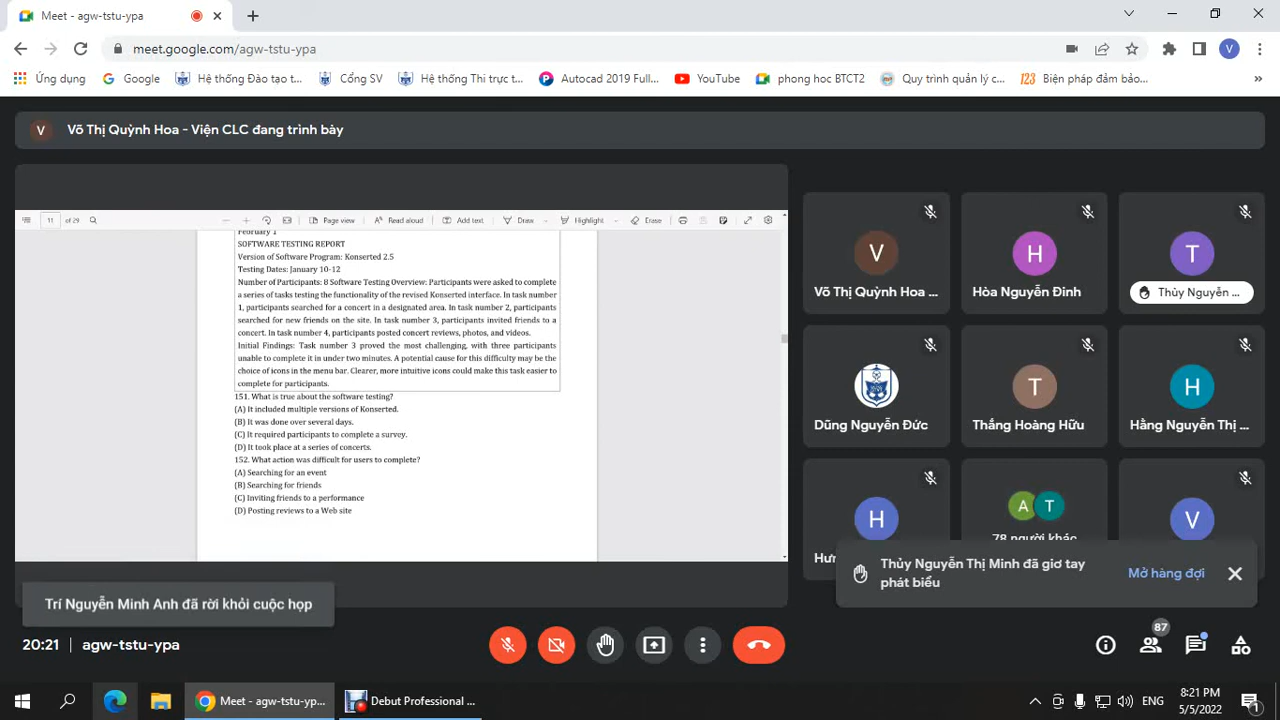 Meet - agw-tstu-ypa
meet.google.com/agw-tstu-ypa
V
Ứng dụng
Google
Hệ thống Đào tạo t...
Cổng SV
Hệ thống Thi trực t...
Autocad 2019 Full...
YouTube
phong hoc BTCT2
Quy trình quản lý c...
123
Biện pháp đảm bảo...
»
V
Võ Thị Quỳnh Hoa - Viện CLC đang trình bày
11 of 29
Page view
Read aloud
Add text
Draw
Highlight
Erase
February 1
SOFTWARE TESTING REPORT
Version of Software Program: Konserted 2.5
Testing Dates: January 10-12
Number of Participants: 8 Software Testing Overview: Participants were asked to complete
a series of tasks testing the functionality of the revised Konserted interface. In task number
1, participants searched for a concert in a designated area. In task number 2, participants
searched for new friends on the site. In task number 3, participants invited friends to a
concert. In task number 4, participants posted concert reviews, photos, and videos.
Initial Findings: Task number 3 proved the most challenging, with three participants
unable to complete it in under two minutes. A potential cause for this difficulty may be the
choice of icons in the menu bar. Clearer, more intuitive icons could make this task easier to
complete for participants.
151. What is true about the software testing?
(A) It included multiple versions of Konserted.
(B) It was done over several days.
(C) It required participants to complete a survey.
(D) It took place at a series of concerts.
152. What action was difficult for users to complete?
(A) Searching for an event
(B) Searching for friends
(C) Inviting friends to a performance
(D) Posting reviews to a Web site
V
Võ Thị Quỳnh Hoa ...
H
Hòa Nguyễn Đình
T
Thủy Nguyễn ...
Dũng Nguyễn Đức
T
Thắng Hoàng Hữu
H
Hằng Nguyễn Thị ...
H
A
T
78 người khác
V
Thủy Nguyễn Thị Minh đã giơ tay
phát biểu
Mở hàng đợi
Trí Nguyễn Minh Anh đã rời khỏi cuộc họp
20:21
agw-tstu-ypa
87
Meet - agw-tstu-yp...
Debut Professional ...
ENG
8:21 PM
5/5/2022
1